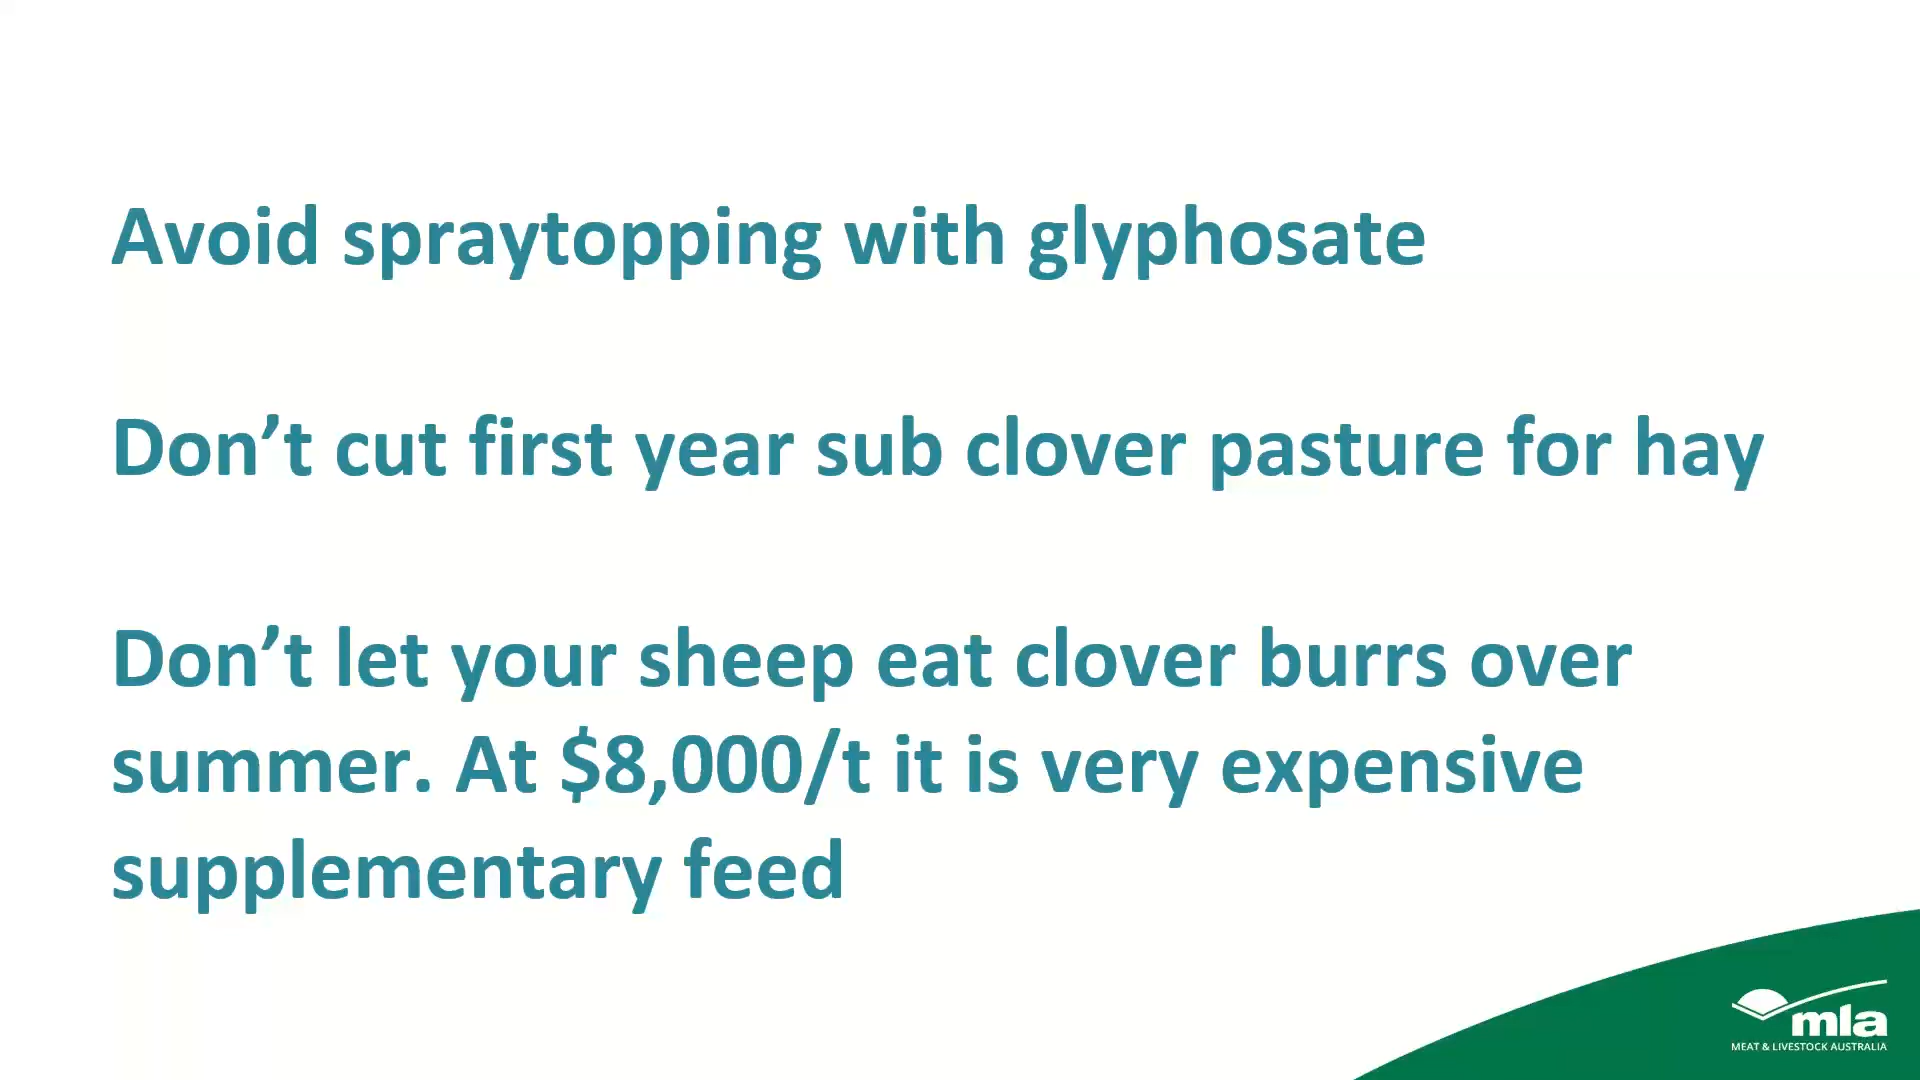 Avoid spraytopping with glyphosate
Don’t cut first year sub clover pasture for hay
Don’t let your sheep eat clover burrs over
summer. At $8,000/t it is very expensive
supplementary feed
mla
MEAT & LIVESTOCK AUSTRALIA